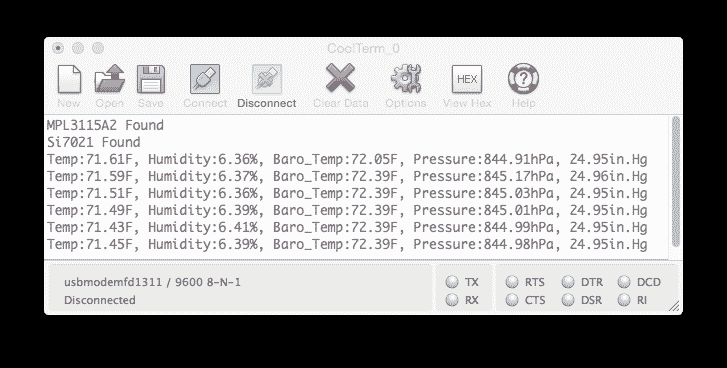 CoolTerm_0
New Open Save Connect Disconnect Clear Data Options View Hex Help
HEX
MPL3115A2 Found
Si7021 Found
Temp:71.61F, Humidity:6.36%, Baro_Temp:72.05F, Pressure:844.91hPa, 24.95in.Hg
Temp:71.59F, Humidity:6.37%, Baro_Temp:72.39F, Pressure:845.17hPa, 24.96in.Hg
Temp:71.51F, Humidity:6.36%, Baro_Temp:72.39F, Pressure:845.03hPa, 24.95in.Hg
Temp:71.49F, Humidity:6.39%, Baro_Temp:72.39F, Pressure:845.01hPa, 24.95in.Hg
Temp:71.43F, Humidity:6.41%, Baro_Temp:72.39F, Pressure:844.99hPa, 24.95in.Hg
Temp:71.45F, Humidity:6.39%, Baro_Temp:72.39F, Pressure:844.98hPa, 24.95in.Hg
usbmodemfd1311 / 9600 8-N-1 TX RTS DTR DCD
Disconnected RX CTS DSR RI